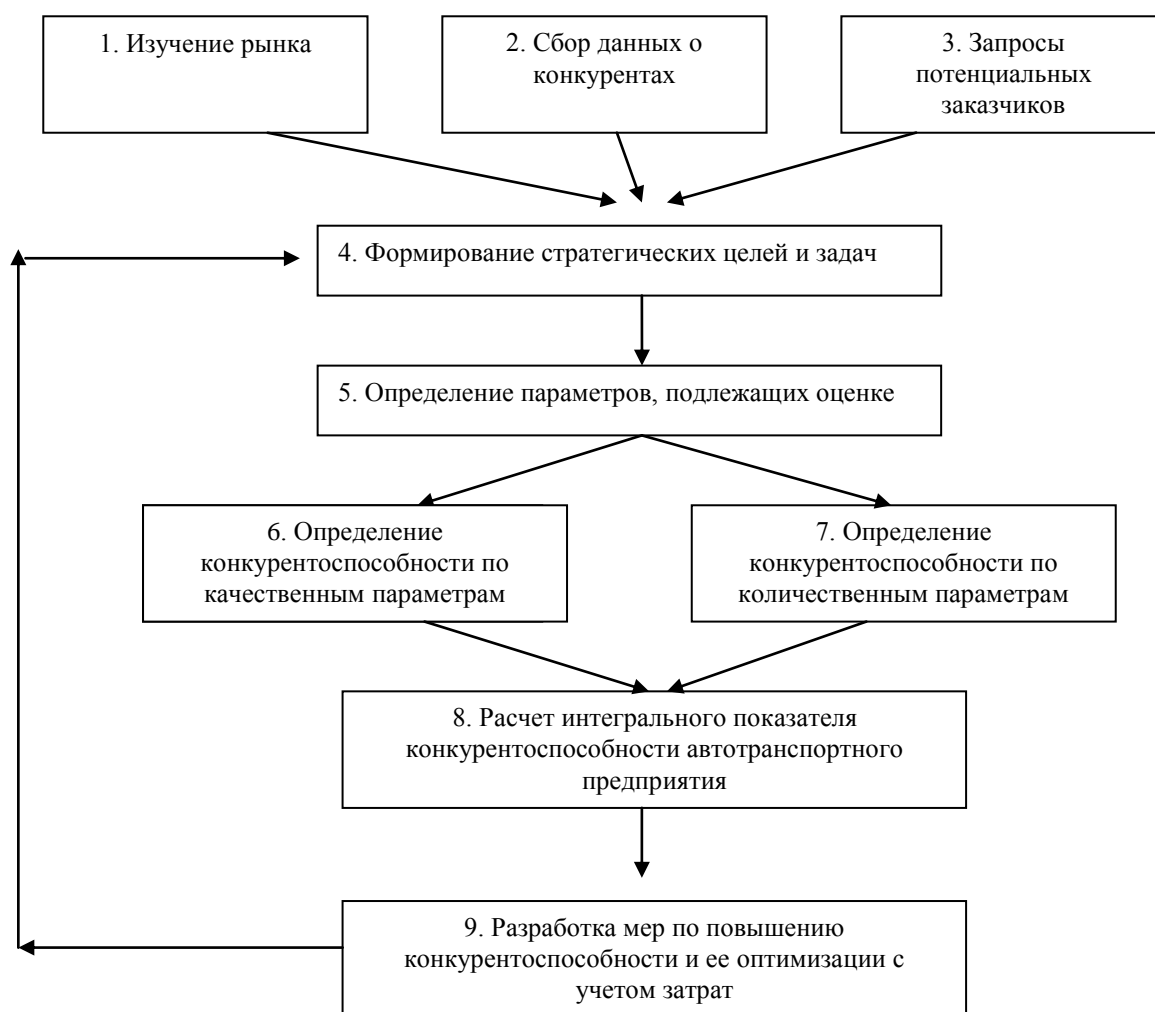 1. Изучение рынка
2. Сбор данных о
конкурентах
3. Запросы
потенциальных
заказчиков
4. Формирование стратегических целей и задач
5. Определение параметров, подлежащих оценке
6. Определение
конкурентоспособности по
качественным параметрам
7. Определение
конкурентоспособности по
количественным параметрам
8. Расчет интегрального показателя
конкурентоспособности автотранспортного
предприятия
9. Разработка мер по повышению
конкурентоспособности и ее оптимизации с
учетом затрат